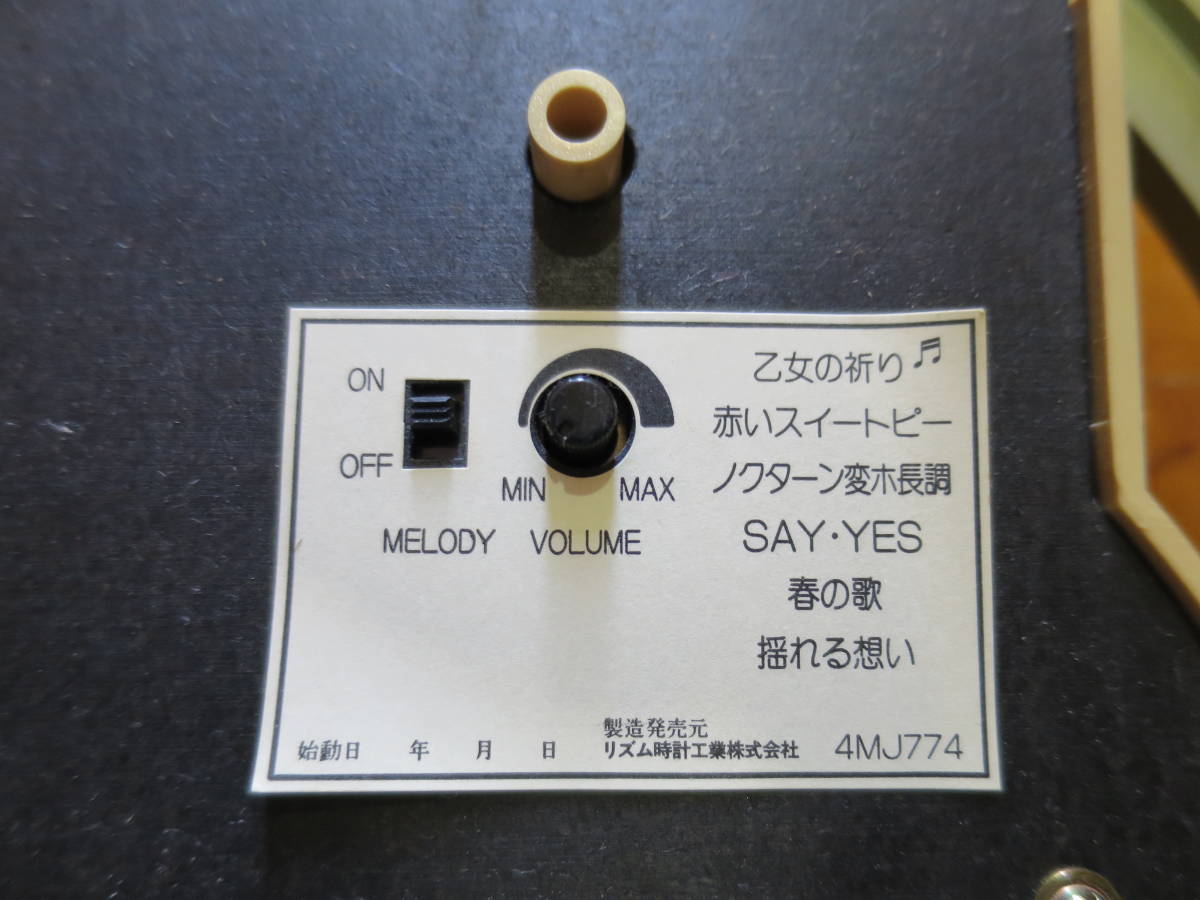 ON
OFF
MIN MAX
MELODY VOLUME
乙女の祈り♬
赤いスイートピー
ノクターン変ホ長調
SAY・YES
春の歌
揺れる想い
始動日 年 月 日
製造発売元
リズム時計工業株式会社
4MJ774